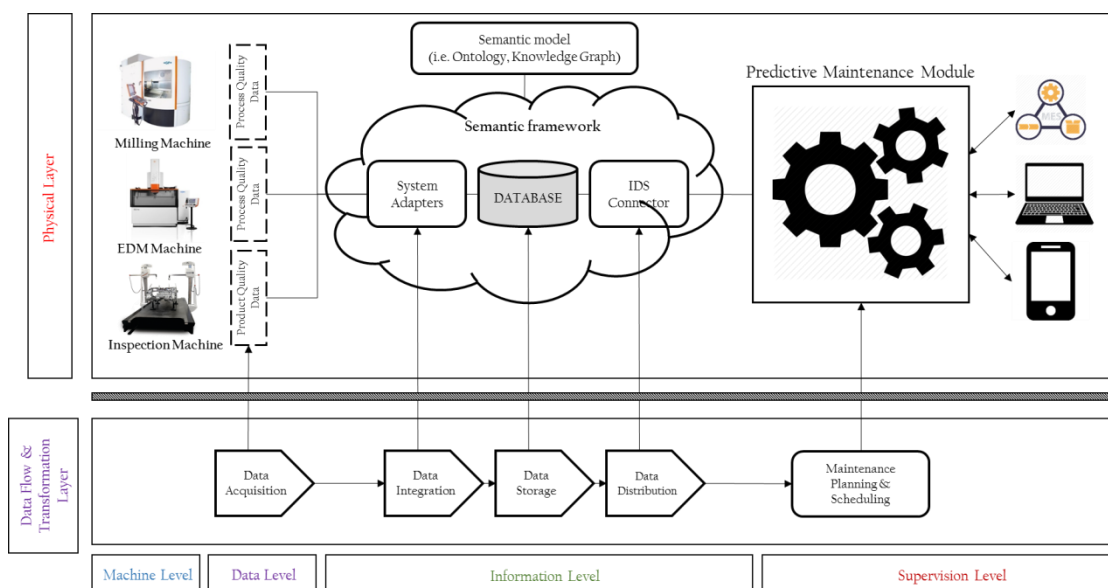 Physical Layer
Milling Machine
EDM Machine
Inspection Machine
Process Quality
Data
Process Quality
Data
Product Quality
Data
Semantic model
(i.e. Ontology, Knowledge Graph)
Semantic framework
System
Adapters
DATABASE
IDS
Connector
Predictive Maintenance Module
MES
Data Flow &
Transformation
Layer
Data
Acquisition
Data
Integration
Data
Storage
Data
Distribution
Maintenance
Planning &
Scheduling
Machine Level
Data Level
Information Level
Supervision Level